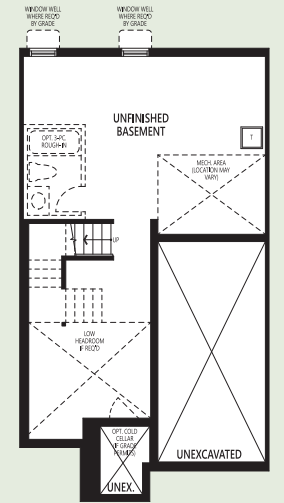 WINDOW WELL
WHERE REQ'D
BY GRADE
WINDOW WELL
WHERE REQ'D
BY GRADE
UNFINISHED
BASEMENT
OPT. 3-PC
ROUGH-IN
T
MECH. AREA
(LOCATION MAY
VARY)
UP
LOW
HEADROOM
IF REQ'D
OPT. COLD
CELLAR
(IF GRADE
PERMITS)
UNEX.
UNEXCAVATED